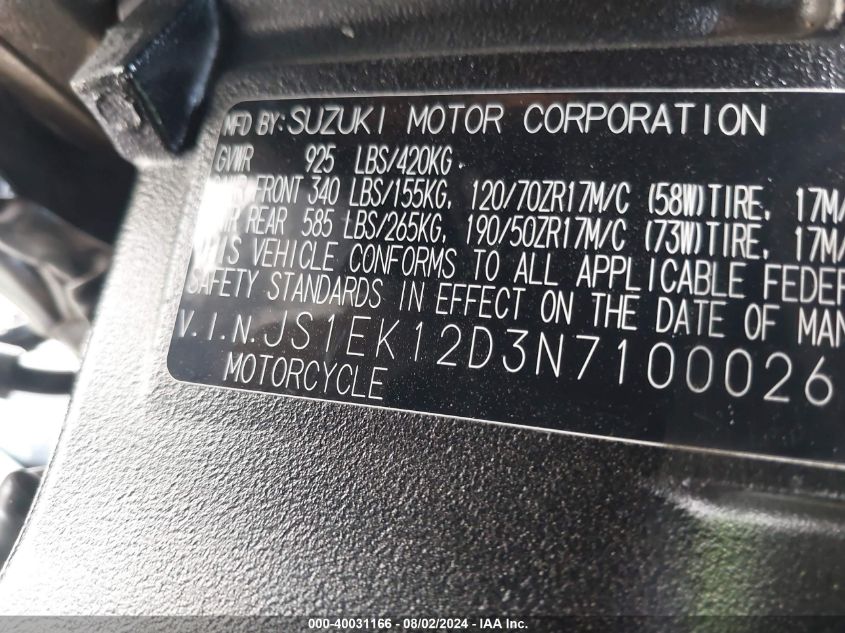 MFD BY: SUZUKI MOTOR CORPORATION
GVWR 925 LBS/420KG
FRONT 340 LBS/155KG, 120/70ZR17M/C (58W)TIRE, 17M/
REAR 585 LBS/265KG, 190/50ZR17M/C (73W)TIRE, 17M/
VEHICLE CONFORMS TO ALL APPLICABLE FEDER
SAFETY STANDARDS IN EFFECT ON THE DATE OF MAN
V.I.N. JS1EK12D3N7100026
MOTORCYCLE
000-40031166 - 08/02/2024 - IAA Inc.